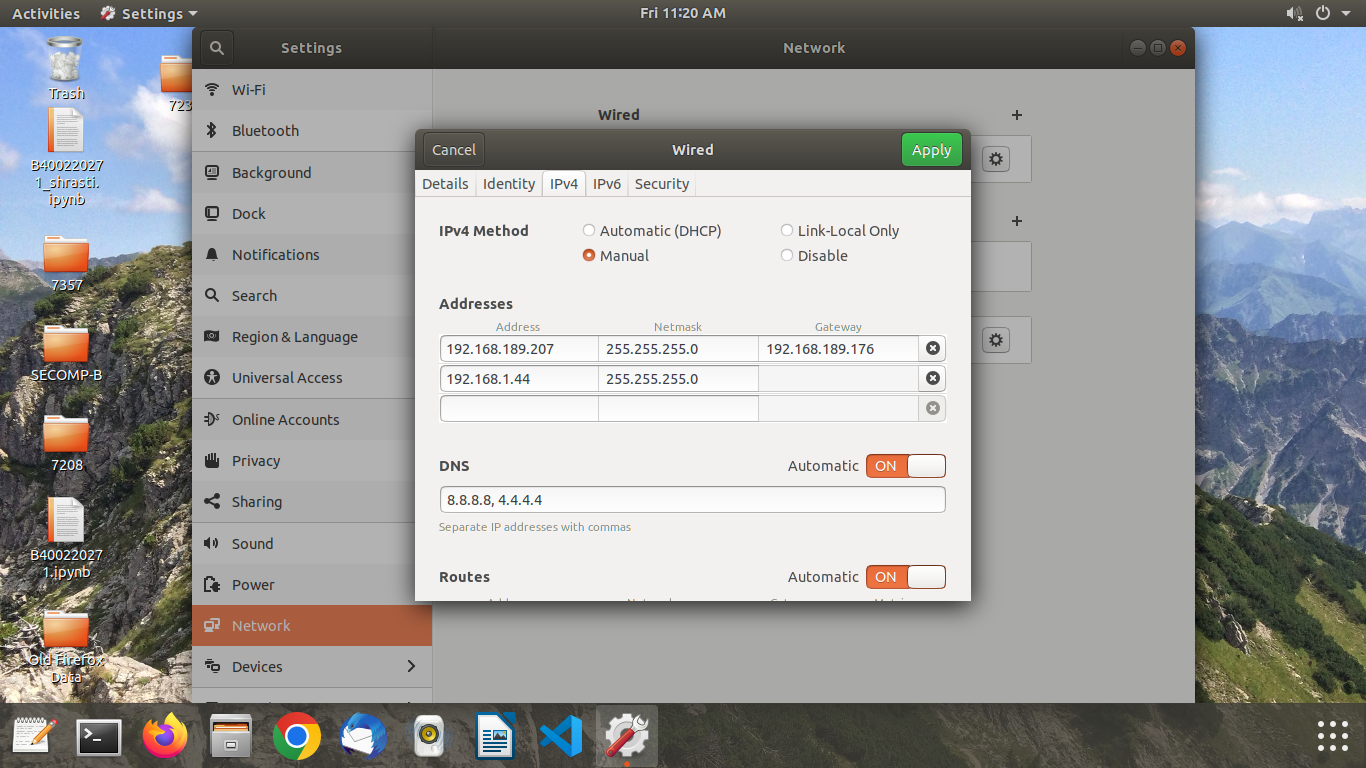 Activities
Settings
Fri 11:20 AM
Settings
Network
Trash
723
B40022027
1_shrasti.
ipynb
7357
SECOMP-B
7208
B40022027
1.ipynb
Old Firefox
Data
Wi-Fi
Bluetooth
Background
Dock
Notifications
Search
Region & Language
Universal Access
Online Accounts
Privacy
Sharing
Sound
Power
Network
Devices
Wired
Cancel
Wired
Apply
Details Identity IPv4 IPv6 Security
IPv4 Method
Automatic (DHCP)
Link-Local Only
Manual
Disable
Addresses
Address Netmask Gateway
192.168.189.207 255.255.255.0 192.168.189.176
192.168.1.44 255.255.255.0
DNS
Automatic ON
8.8.8.8, 4.4.4.4
Separate IP addresses with commas
Routes
Automatic ON